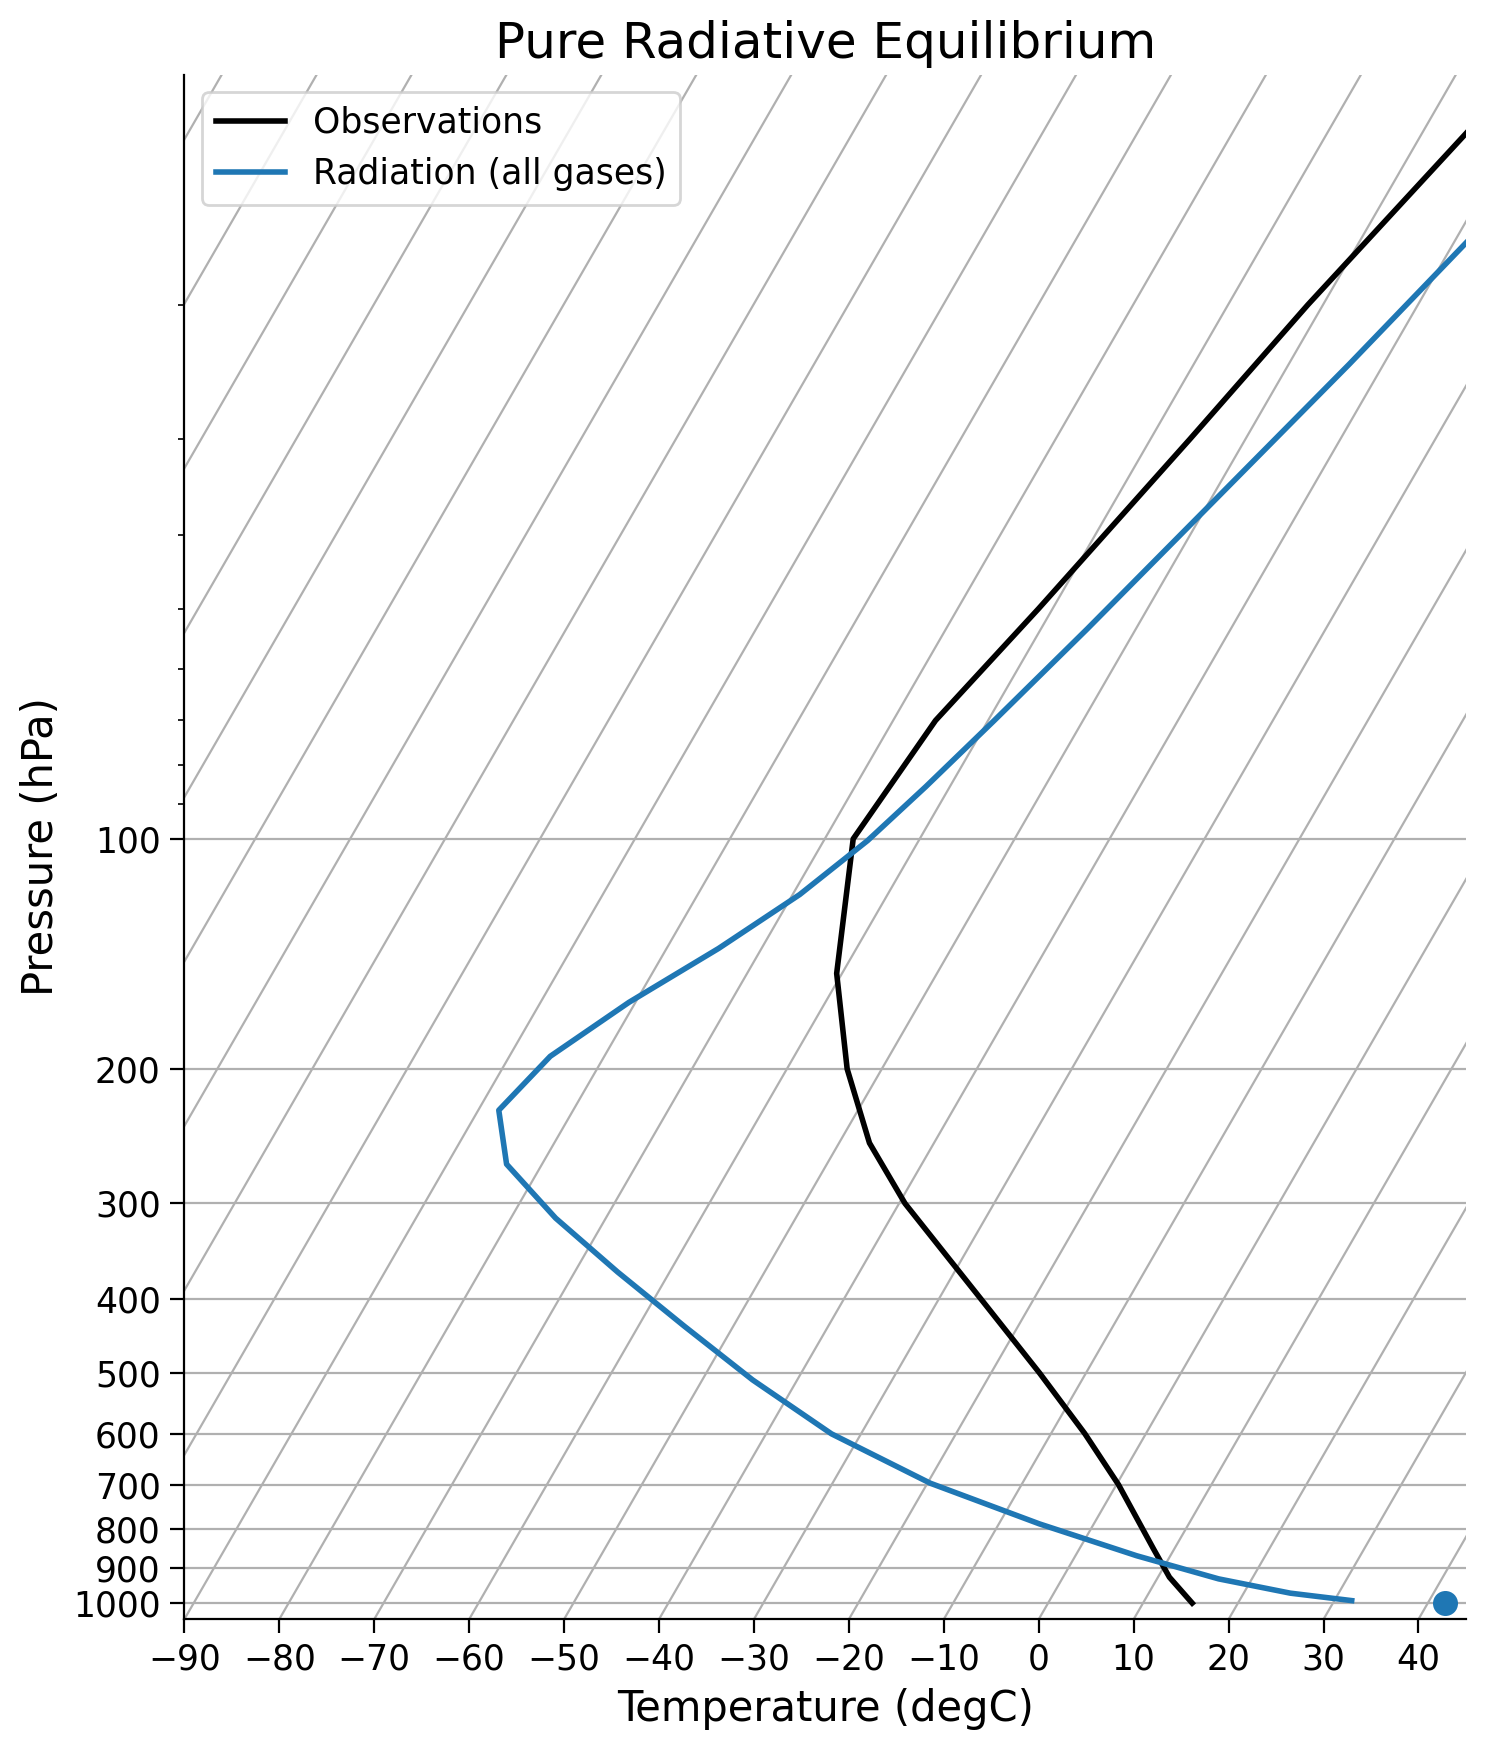 Pure Radiative Equilibrium
Observations
Radiation (all gases)
Pressure (hPa)
100
200
300
400
500
600
700
800
900
1000
−90 −80 −70 −60 −50 −40 −30 −20 −10 0 10 20 30 40
Temperature (degC)